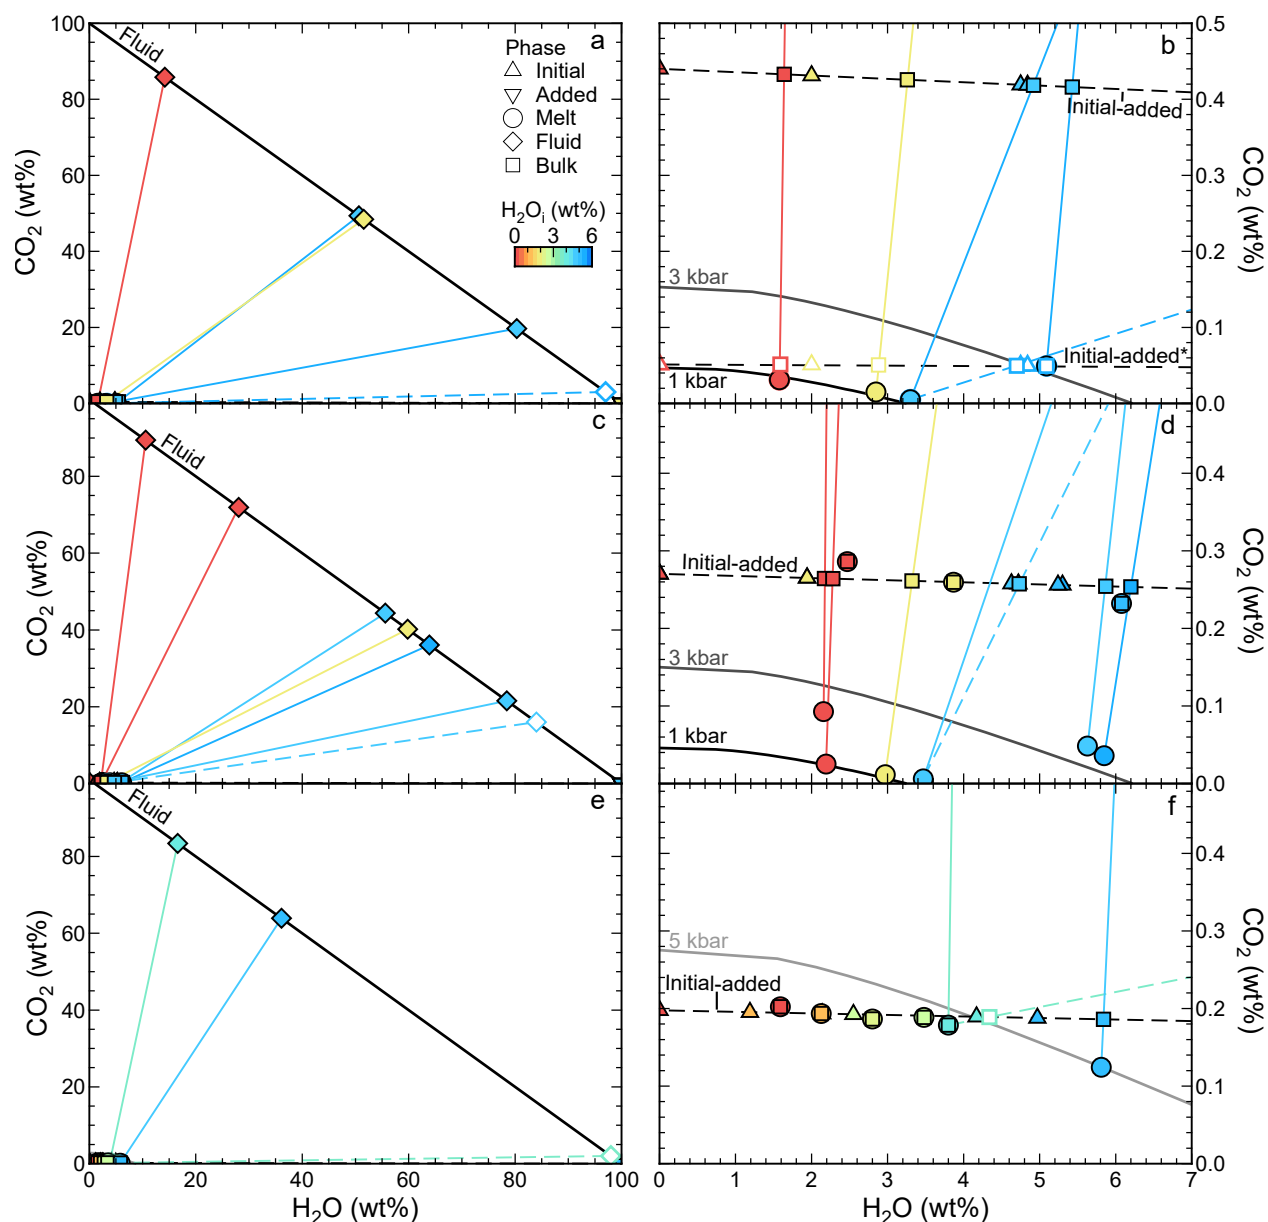 a
Fluid
Phase
Initial
Added
Melt
Fluid
Bulk
H₂Oᵢ (wt%)
0 3 6
100
80
60
40
20
0
CO₂ (wt%)
b
Initial-added
3 kbar
Initial-added*
1 kbar
0.5
0.4
0.3
0.2
0.1
0.0
CO₂ (wt%)
c
Fluid
80
60
40
20
0
CO₂ (wt%)
d
Initial-added
3 kbar
1 kbar
0.4
0.3
0.2
0.1
0.0
CO₂ (wt%)
e
Fluid
80
60
40
20
0
CO₂ (wt%)
0 20 40 60 80 100
H₂O (wt%)
f
5 kbar
Initial-added
0.4
0.3
0.2
0.1
0.0
CO₂ (wt%)
0 1 2 3 4 5 6 7
H₂O (wt%)